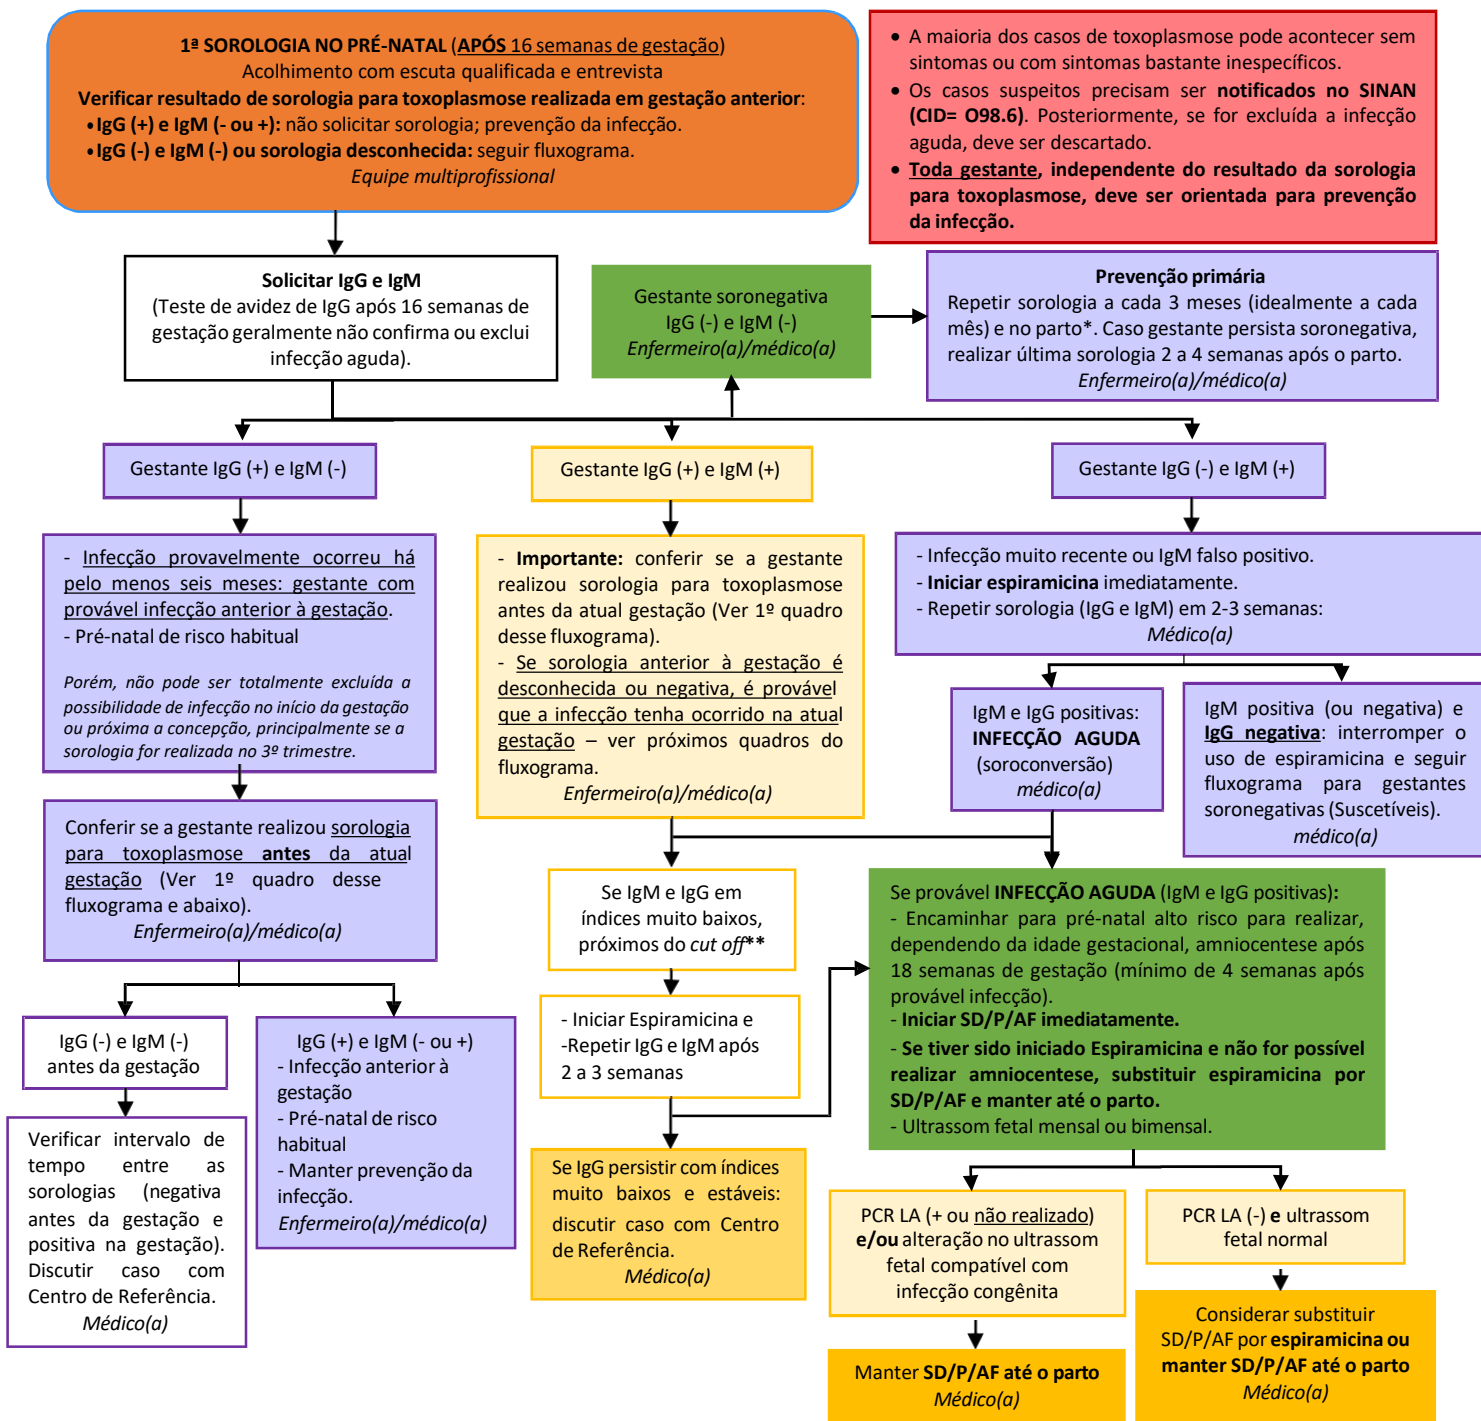 1ª SOROLOGIA NO PRÉ-NATAL (APÓS 16 semanas de gestação)
Acolhimento com escuta qualificada e entrevista
Verificar resultado de sorologia para toxoplasmose realizada em gestação anterior:
•IgG (+) e IgM (- ou +): não solicitar sorologia; prevenção da infecção.
•IgG (-) e IgM (-) ou sorologia desconhecida: seguir fluxograma.
Equipe multiprofissional
• A maioria dos casos de toxoplasmose pode acontecer sem
sintomas ou com sintomas bastante inespecíficos.
• Os casos suspeitos precisam ser notificados no SINAN
(CID= O98.6). Posteriormente, se for excluída a infecção
aguda, deve ser descartado.
• Toda gestante, independente do resultado da sorologia
para toxoplasmose, deve ser orientada para prevenção
da infecção.
Solicitar IgG e IgM
(Teste de avidez de IgG após 16 semanas de
gestação geralmente não confirma ou exclui
infecção aguda).
Gestante soronegativa
IgG (-) e IgM (-)
Enfermeiro(a)/médico(a)
Prevenção primária
Repetir sorologia a cada 3 meses (idealmente a cada
mês) e no parto*. Caso gestante persista soronegativa,
realizar última sorologia 2 a 4 semanas após o parto.
Enfermeiro(a)/médico(a)
Gestante IgG (+) e IgM (-)
Gestante IgG (+) e IgM (+)
Gestante IgG (-) e IgM (+)
- Infecção provavelmente ocorreu há
pelo menos seis meses: gestante com
provável infecção anterior à gestação.
- Pré-natal de risco habitual
Porém, não pode ser totalmente excluída a
possibilidade de infecção no início da gestação
ou próxima a concepção, principalmente se a
sorologia for realizada no 3º trimestre.
- Importante: conferir se a gestante
realizou sorologia para toxoplasmose
antes da atual gestação (Ver 1º quadro
desse fluxograma).
- Se sorologia anterior à gestação é
desconhecida ou negativa, é provável
que a infecção tenha ocorrido na atual
gestação – ver próximos quadros do
fluxograma.
Enfermeiro(a)/médico(a)
- Infecção muito recente ou IgM falso positivo.
- Iniciar espiramicina imediatamente.
- Repetir sorologia (IgG e IgM) em 2-3 semanas:
Médico(a)
IgM e IgG positivas:
INFECÇÃO AGUDA
(soroconversão)
médico(a)
IgM positiva (ou negativa) e
IgG negativa: interromper o
uso de espiramicina e seguir
fluxograma para gestantes
soronegativas (Suscetíveis).
médico(a)
Conferir se a gestante realizou sorologia
para toxoplasmose antes da atual
gestação (Ver 1º quadro desse
fluxograma e abaixo).
Enfermeiro(a)/médico(a)
Se IgM e IgG em
índices muito baixos,
próximos do cut off**
Se provável INFECÇÃO AGUDA (IgM e IgG positivas):
- Encaminhar para pré-natal alto risco para realizar,
dependendo da idade gestacional, amniocentese após
18 semanas de gestação (mínimo de 4 semanas após
provável infecção).
- Iniciar SD/P/AF imediatamente.
- Se tiver sido iniciado Espiramicina e não for possível
realizar amniocentese, substituir espiramicina por
SD/P/AF e manter até o parto.
- Ultrassom fetal mensal ou bimensal.
- Iniciar Espiramicina e
-Repetir IgG e IgM após
2 a 3 semanas
IgG (-) e IgM (-)
antes da gestação
IgG (+) e IgM (- ou +)
- Infecção anterior à
gestação
- Pré-natal de risco
habitual
- Manter prevenção da
infecção.
Enfermeiro(a)/médico(a)
Verificar intervalo de
tempo entre as
sorologias (negativa
antes da gestação e
positiva na gestação).
Discutir caso com
Centro de Referência.
Médico(a)
Se IgG persistir com índices
muito baixos e estáveis:
discutir caso com Centro
de Referência.
Médico(a)
PCR LA (+ ou não realizado)
e/ou alteração no ultrassom
fetal compatível com
infecção congênita
PCR LA (-) e ultrassom
fetal normal
Manter SD/P/AF até o parto
Médico(a)
Considerar substituir
SD/P/AF por espiramicina ou
manter SD/P/AF até o parto
Médico(a)